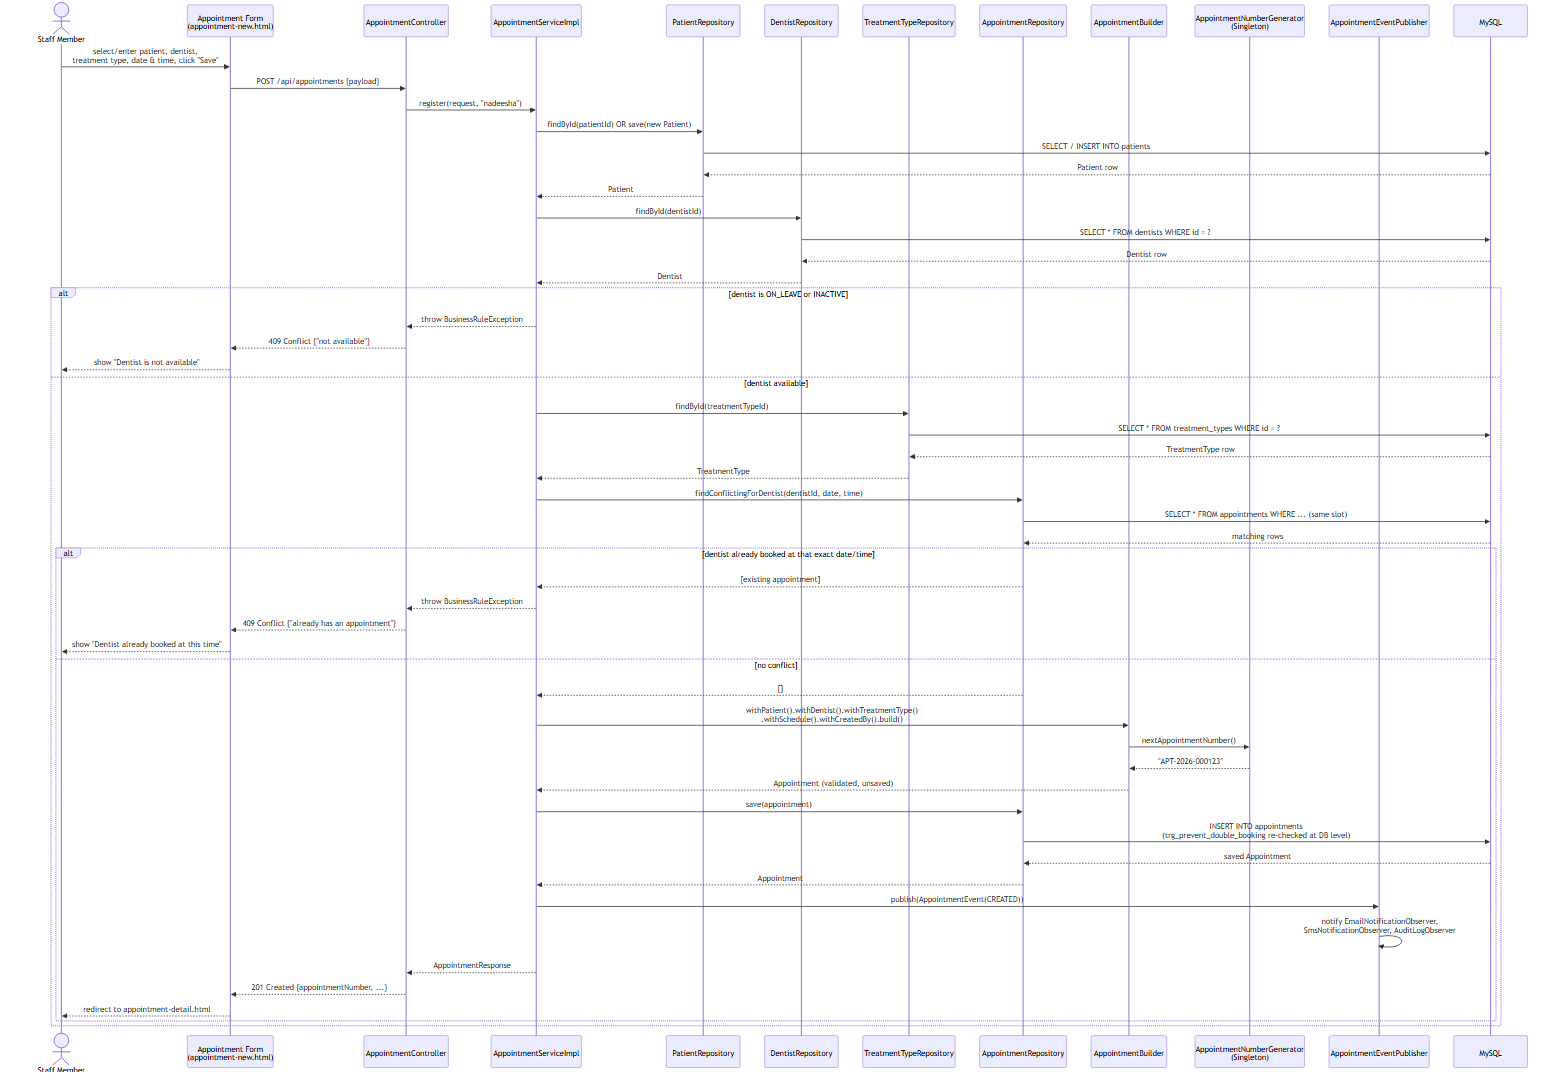 Staff Member
Appointment Form
(appointment-new.html)
AppointmentController
AppointmentServiceImpl
PatientRepository
DentistRepository
TreatmentTypeRepository
AppointmentRepository
AppointmentBuilder
AppointmentNumberGenerator
(Singleton)
AppointmentEventPublisher
MySQL
select/enter patient, dentist,
treatment type, date & time, click "Save"
POST /api/appointments {payload}
register(request, "nadeesha")
findById(patientId) OR save(new Patient)
SELECT / INSERT INTO patients
Patient row
Patient
findById(dentistId)
SELECT * FROM dentists WHERE id = ?
Dentist row
Dentist
alt
[dentist is ON_LEAVE or INACTIVE]
throw BusinessRuleException
409 Conflict {"not available"}
show "Dentist is not available"
[dentist available]
findById(treatmentTypeId)
SELECT * FROM treatment_types WHERE id = ?
TreatmentType row
TreatmentType
findConflictingForDentist(dentistId, date, time)
SELECT * FROM appointments WHERE ... (same slot)
matching rows
alt
[dentist already booked at that exact date/time]
[existing appointment]
throw BusinessRuleException
409 Conflict {"already has an appointment"}
show "Dentist already booked at this time"
[no conflict]
[]
withPatient().withDentist().withTreatmentType()
.withSchedule().withCreatedBy().build()
nextAppointmentNumber()
"APT-2026-000123"
Appointment (validated, unsaved)
save(appointment)
INSERT INTO appointments
(trg_prevent_double_booking re-checked at DB level)
saved Appointment
Appointment
publish(AppointmentEvent(CREATED))
notify EmailNotificationObserver,
SmsNotificationObserver, AuditLogObserver
AppointmentResponse
201 Created {appointmentNumber, ...}
redirect to appointment-detail.html
Staff Member
Appointment Form
(appointment-new.html)
AppointmentController
AppointmentServiceImpl
PatientRepository
DentistRepository
TreatmentTypeRepository
AppointmentRepository
AppointmentBuilder
AppointmentNumberGenerator
(Singleton)
AppointmentEventPublisher
MySQL